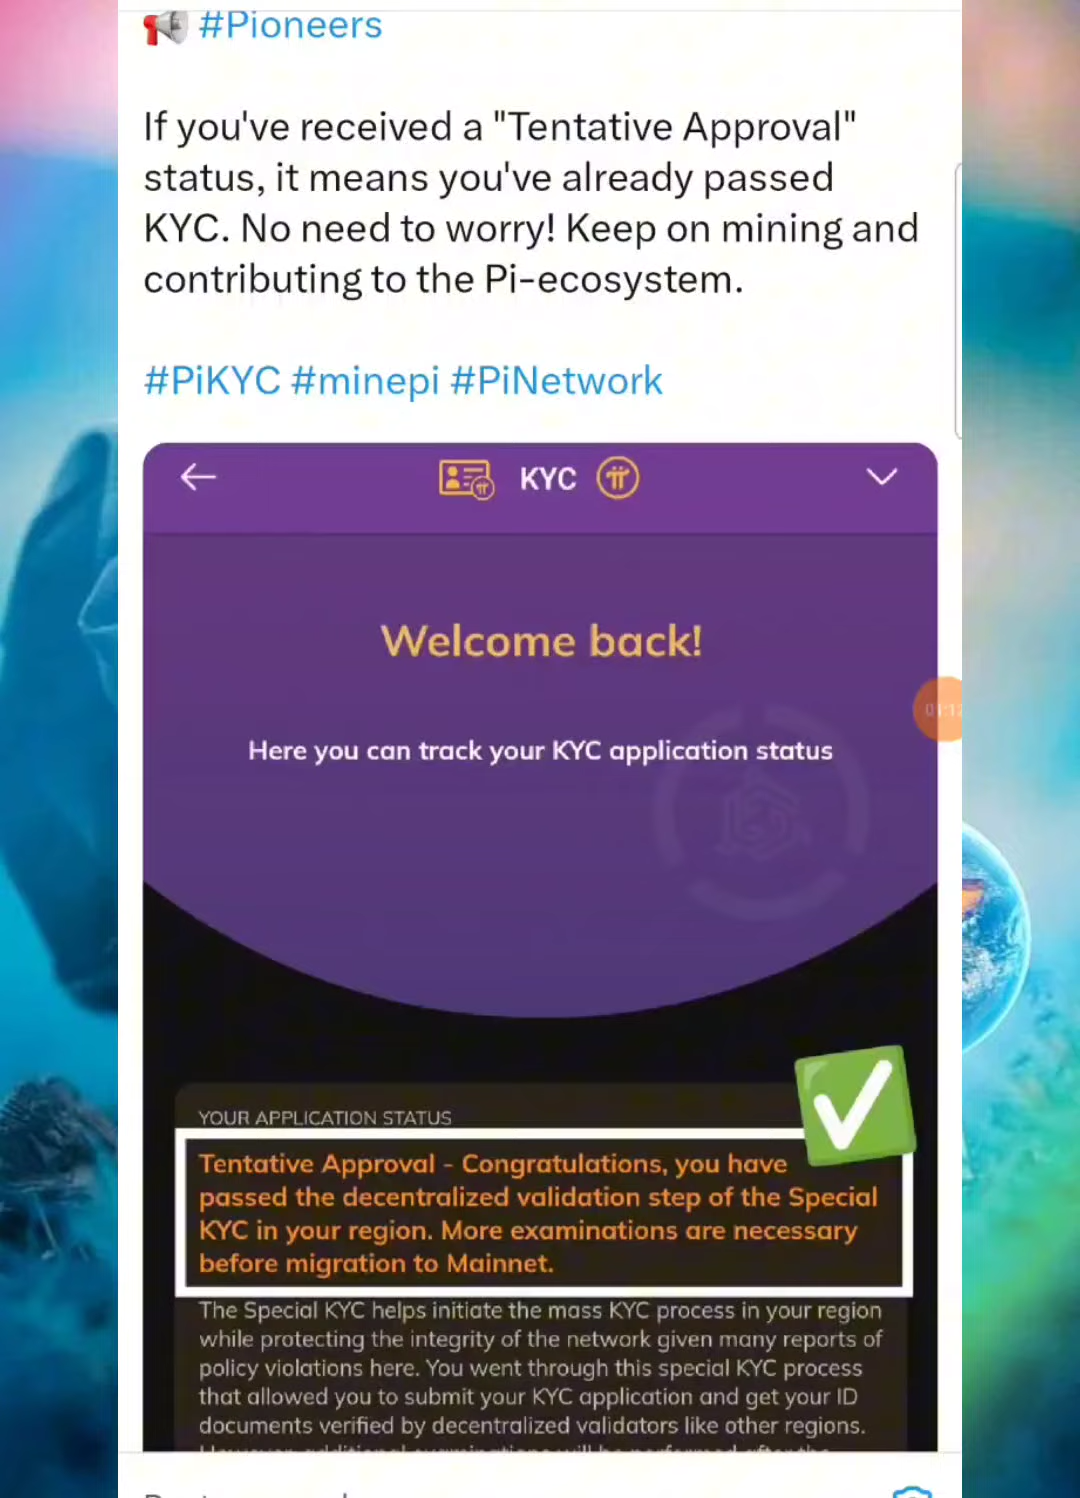 #Pioneers
If you've received a "Tentative Approval"
status, it means you've already passed
KYC. No need to worry! Keep on mining and
contributing to the Pi-ecosystem.
#PiKYC #minepi #PiNetwork
KYC
Welcome back!
Here you can track your KYC application status
YOUR APPLICATION STATUS
Tentative Approval - Congratulations, you have
passed the decentralized validation step of the Special
KYC in your region. More examinations are necessary
before migration to Mainnet.
The Special KYC helps initiate the mass KYC process in your region
while protecting the integrity of the network given many reports of
policy violations here. You went through this special KYC process
that allowed you to submit your KYC application and get your ID
documents verified by decentralized validators like other regions.